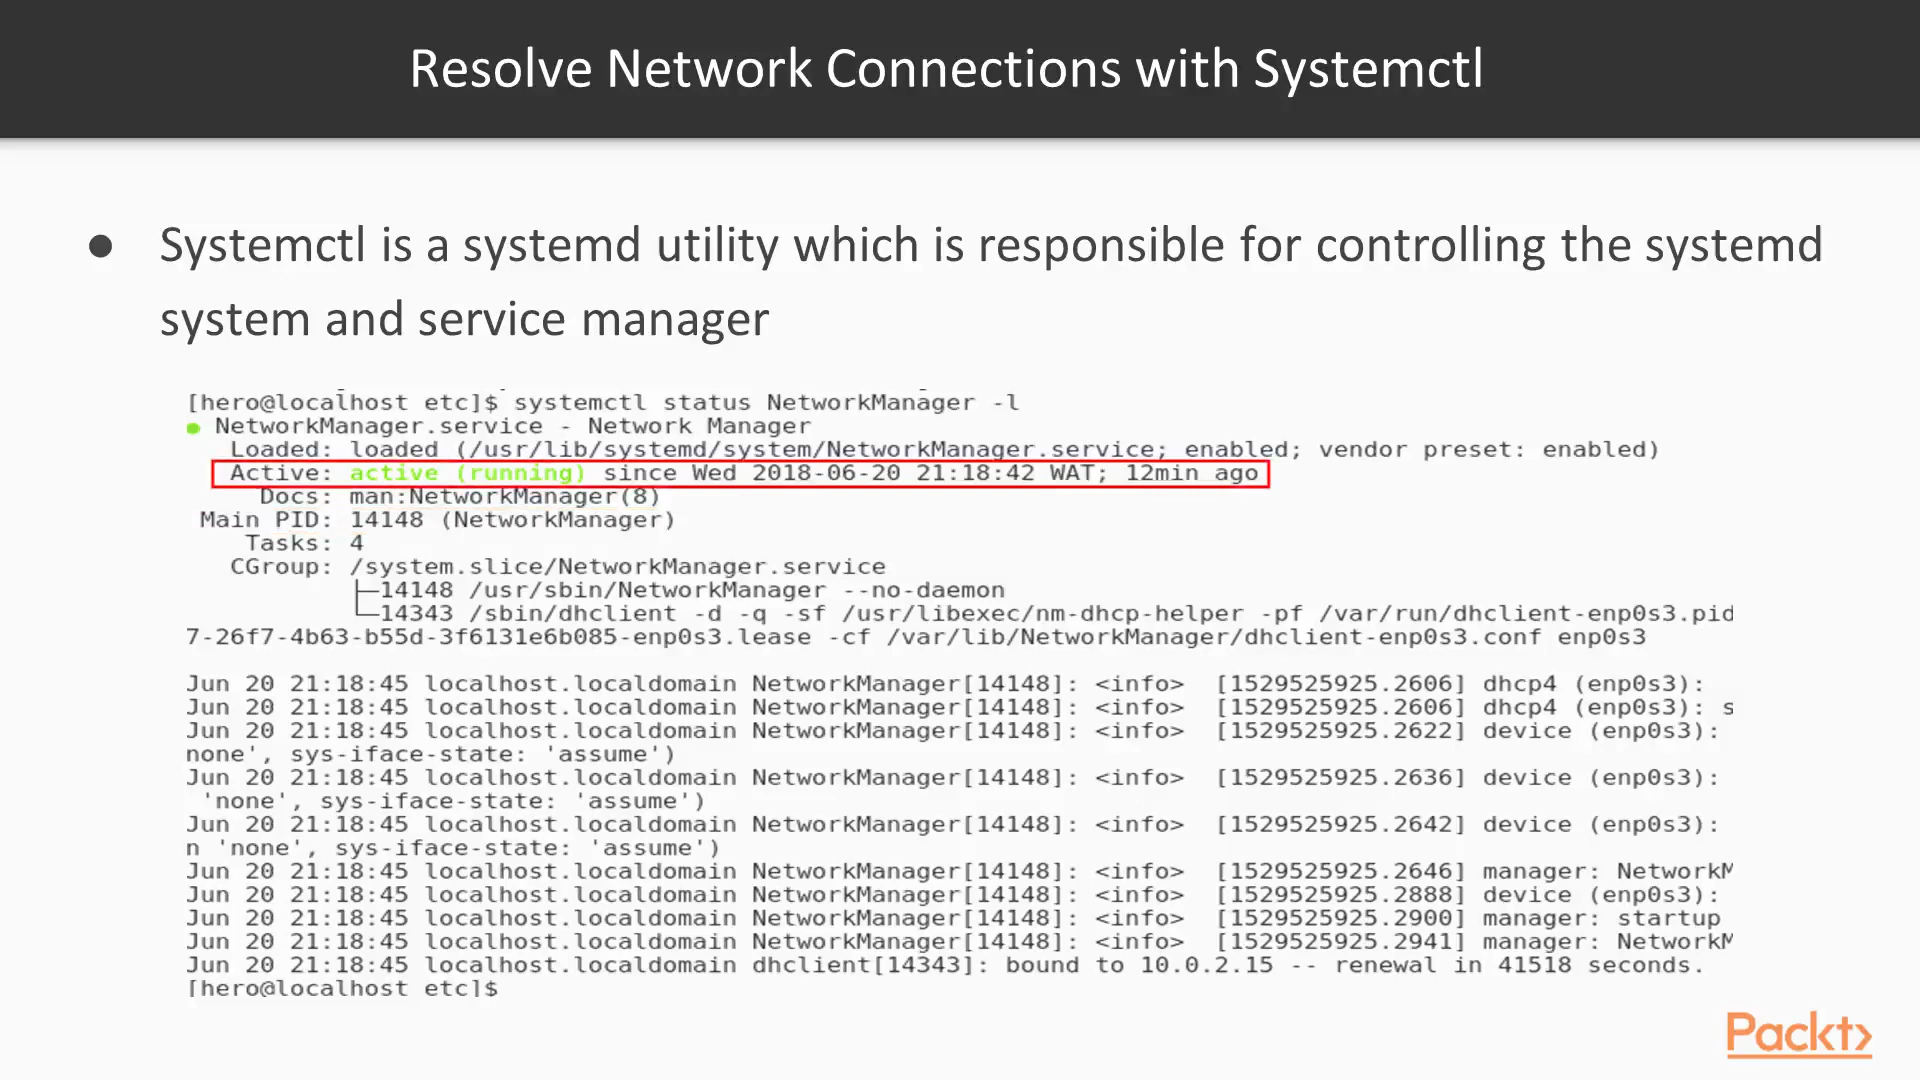 Resolve Network Connections with Systemctl
● Systemctl is a systemd utility which is responsible for controlling the systemd
system and service manager
[hero@localhost etc]$ systemctl status NetworkManager -l
● NetworkManager.service - Network Manager
Loaded: loaded (/usr/lib/systemd/system/NetworkManager.service; enabled; vendor preset: enabled)
Active: active (running) since Wed 2018-06-20 21:18:42 WAT; 12min ago
Docs: man:NetworkManager(8)
Main PID: 14148 (NetworkManager)
Tasks: 4
CGroup: /system.slice/NetworkManager.service
├─14148 /usr/sbin/NetworkManager --no-daemon
└─14343 /sbin/dhclient -d -q -sf /usr/libexec/nm-dhcp-helper -pf /var/run/dhclient-enp0s3.pid
7-26f7-4b63-b55d-3f6131e6b085-enp0s3.lease -cf /var/lib/NetworkManager/dhclient-enp0s3.conf enp0s3
Jun 20 21:18:45 localhost.localdomain NetworkManager[14148]: <info>  [1529525925.2606] dhcp4 (enp0s3):
Jun 20 21:18:45 localhost.localdomain NetworkManager[14148]: <info>  [1529525925.2606] dhcp4 (enp0s3): s
Jun 20 21:18:45 localhost.localdomain NetworkManager[14148]: <info>  [1529525925.2622] device (enp0s3):
none', sys-iface-state: 'assume')
Jun 20 21:18:45 localhost.localdomain NetworkManager[14148]: <info>  [1529525925.2636] device (enp0s3):
'none', sys-iface-state: 'assume')
Jun 20 21:18:45 localhost.localdomain NetworkManager[14148]: <info>  [1529525925.2642] device (enp0s3):
n 'none', sys-iface-state: 'assume')
Jun 20 21:18:45 localhost.localdomain NetworkManager[14148]: <info>  [1529525925.2646] manager: NetworkM
Jun 20 21:18:45 localhost.localdomain NetworkManager[14148]: <info>  [1529525925.2888] device (enp0s3):
Jun 20 21:18:45 localhost.localdomain NetworkManager[14148]: <info>  [1529525925.2900] manager: startup
Jun 20 21:18:45 localhost.localdomain NetworkManager[14148]: <info>  [1529525925.2941] manager: NetworkM
Jun 20 21:18:45 localhost.localdomain dhclient[14343]: bound to 10.0.2.15 -- renewal in 41518 seconds.
[hero@localhost etc]$
Packt>